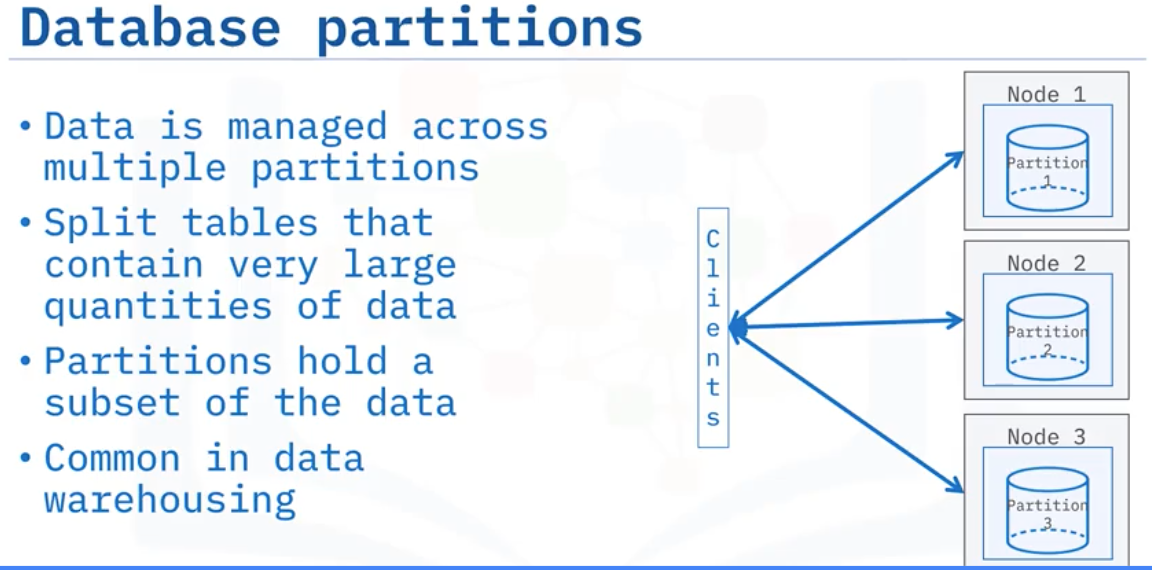 Database partitions
• Data is managed across
multiple partitions
• Split tables that
contain very large
quantities of data
• Partitions hold a
subset of the data
• Common in data
warehousing
Clients
Node 1
Partition
1
Node 2
Partition
2
Node 3
Partition
3